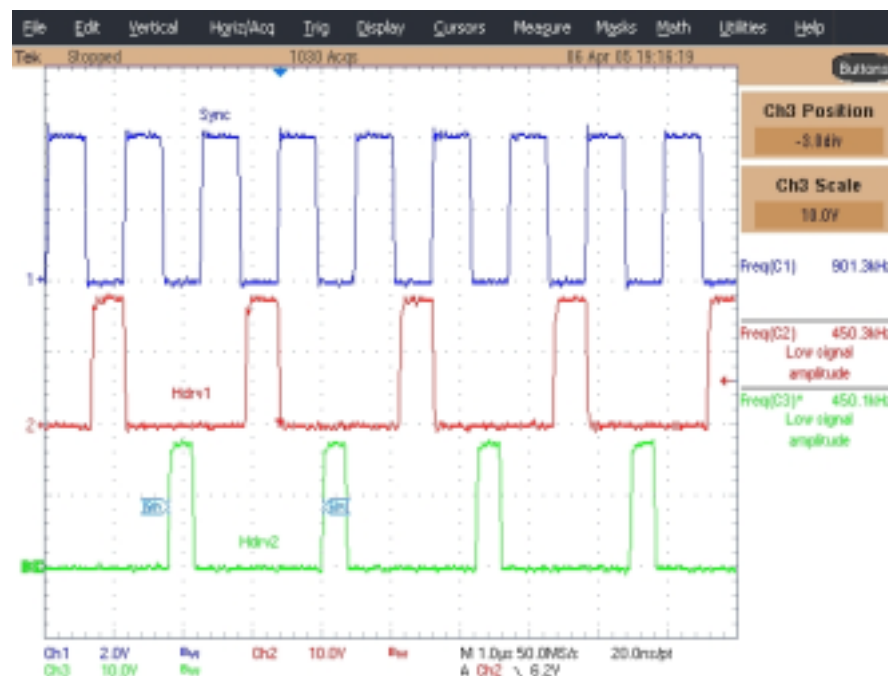 File Edit Vertical Horiz/Acq Trig Display Cursors Measure Masks Math Utilities Help
Tek Stopped 1030 Acqs 06 Apr 05 19:16:19
Buttons
Sync
Ch3 Position
-3.0div
Ch3 Scale
10.0V
1
Freq(C1) 901.3kHz
Freq(C2) 450.3kHz
Low signal
amplitude
Hdrv1
Freq(C3)* 450.1kHz
Low signal
amplitude
2
Hdrv2
Ch1 2.0V Ch2 10.0V M 1.0µs 50.0MS/s 20.0ns/pt
Ch3 10.0V A Ch2 6.2V